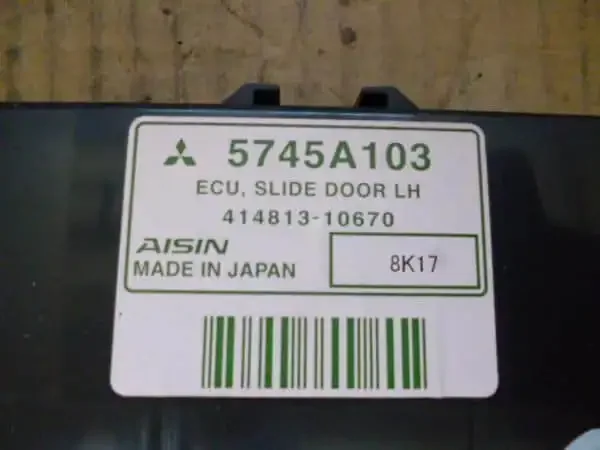 5745A103
ECU, SLIDE DOOR LH
414813-10670
AISIN
MADE IN JAPAN
8K17